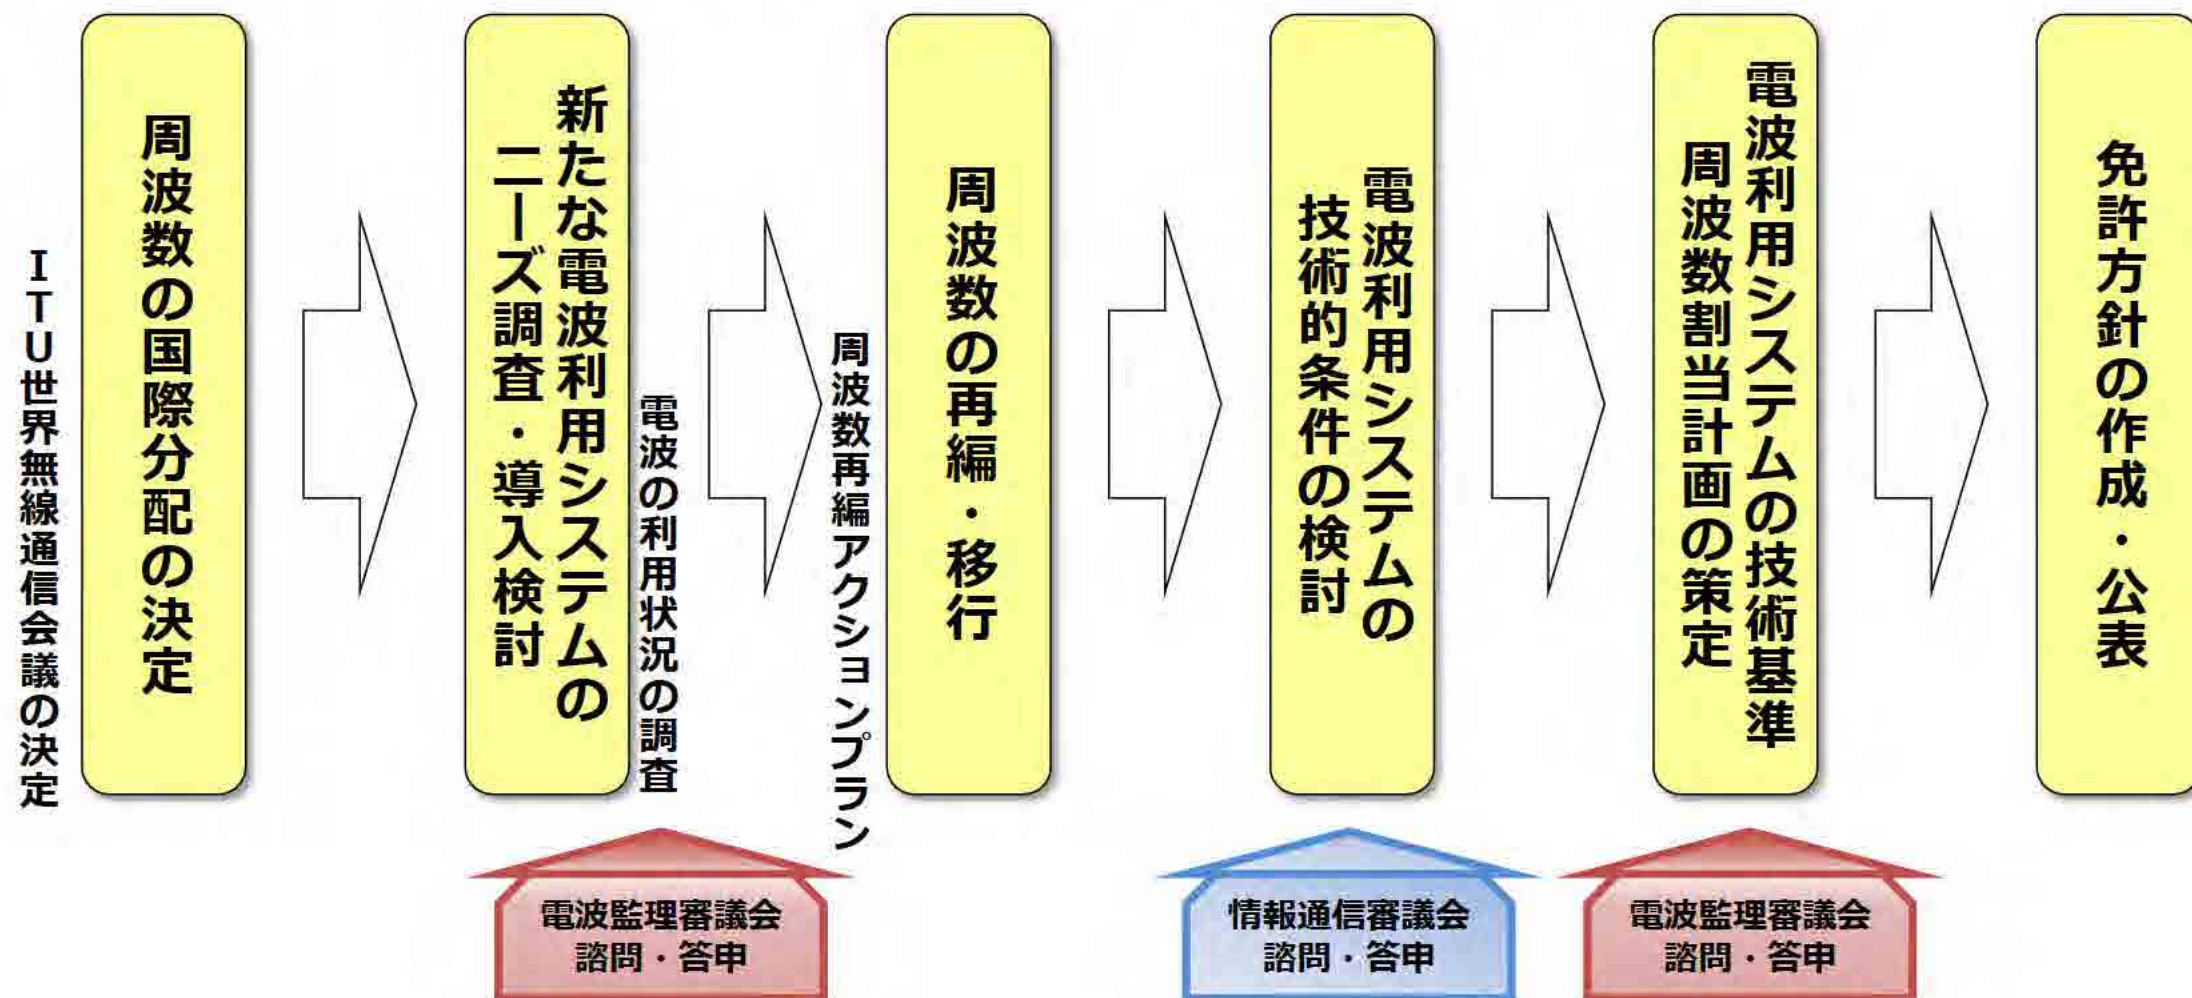 ITU世界無線通信会議の決定
周波数の国際分配の決定
新たな電波利用システムの
ニーズ調査・導入検討
電波の利用状況の調査
周波数再編アクションプラン
周波数の再編・移行
電波利用システムの
技術的条件の検討
電波利用システムの技術基準
周波数割当計画の策定
免許方針の作成・公表
電波監理審議会
諮問・答申
情報通信審議会
諮問・答申
電波監理審議会
諮問・答申